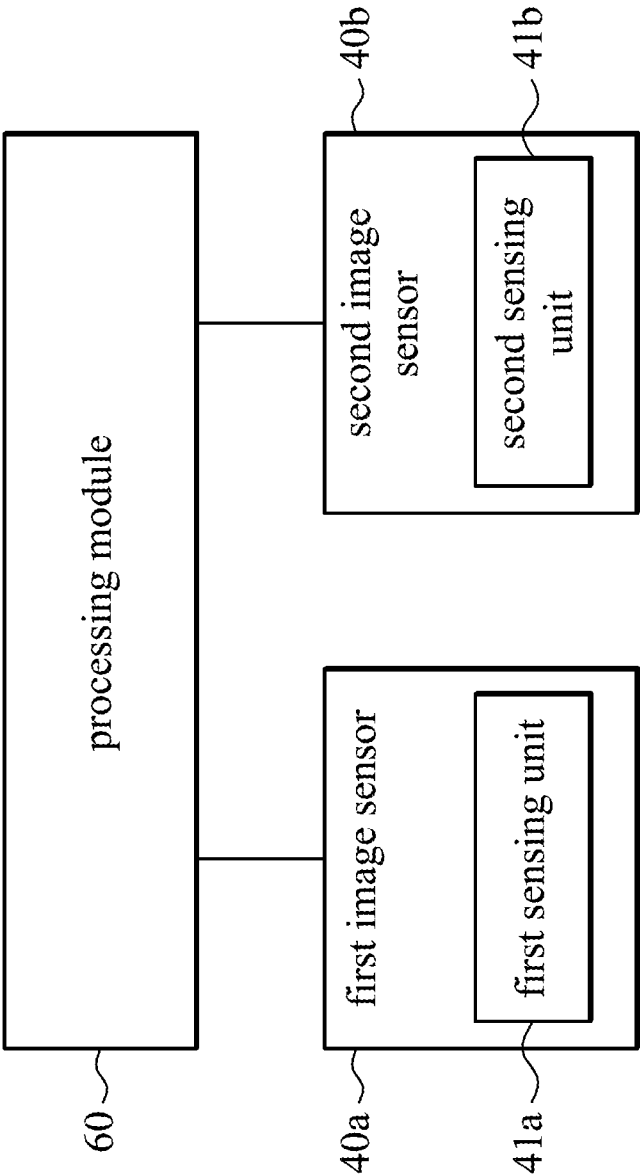 60
processing module
40a
first image sensor
41a
first sensing unit
second image
sensor
40b
second sensing
unit
41b